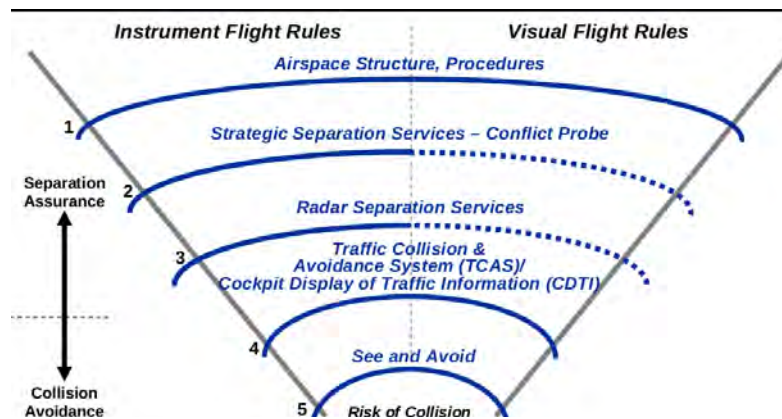 Instrument Flight Rules
Visual Flight Rules
Airspace Structure, Procedures
1
Strategic Separation Services – Conflict Probe
Separation
Assurance
2
Radar Separation Services
3
Traffic Collision &
Avoidance System (TCAS)/
Cockpit Display of Traffic Information (CDTI)
4
See and Avoid
Collision
Avoidance
5
Risk of Collision